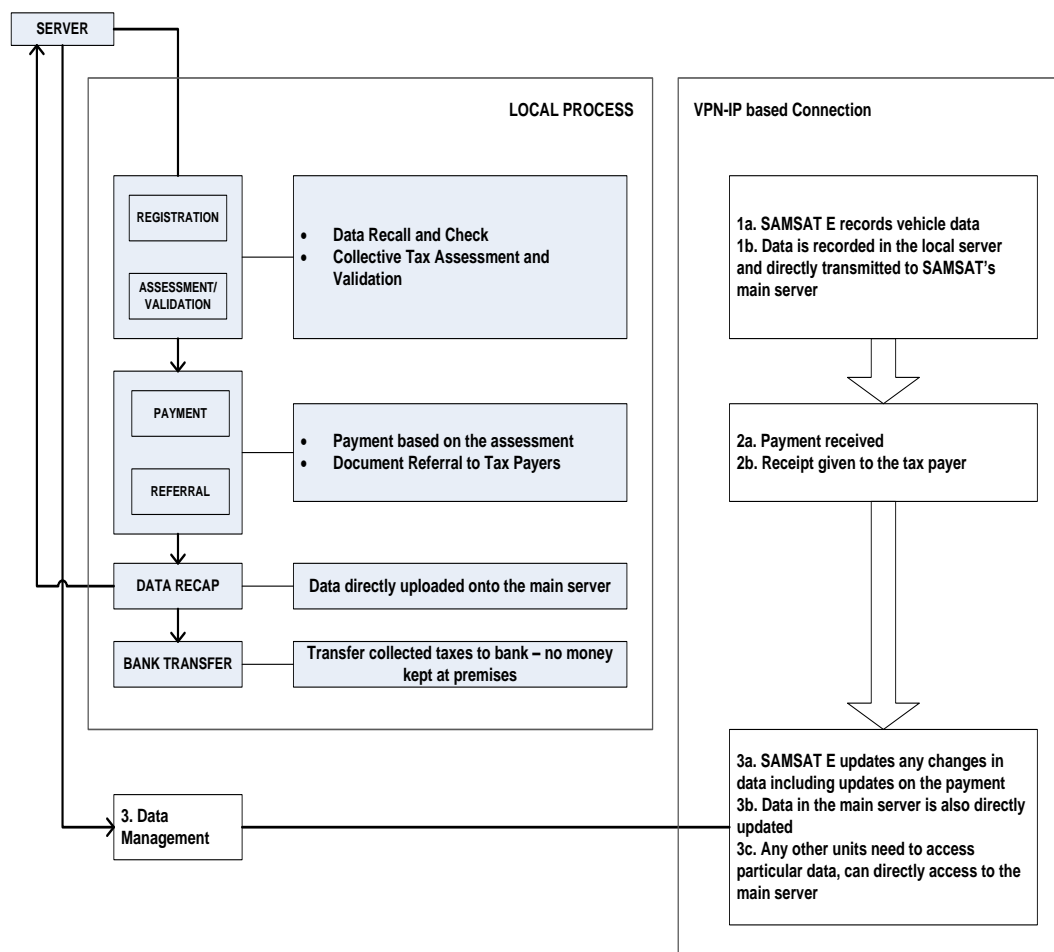 SERVER
LOCAL PROCESS
REGISTRATION
ASSESSMENT/
VALIDATION
• Data Recall and Check
• Collective Tax Assessment and
Validation
PAYMENT
REFERRAL
• Payment based on the assessment
• Document Referral to Tax Payers
DATA RECAP
Data directly uploaded onto the main server
BANK TRANSFER
Transfer collected taxes to bank – no money
kept at premises
3. Data
Management
VPN-IP based Connection
1a. SAMSAT E records vehicle data
1b. Data is recorded in the local server
and directly transmitted to SAMSAT's
main server
2a. Payment received
2b. Receipt given to the tax payer
3a. SAMSAT E updates any changes in
data including updates on the payment
3b. Data in the main server is also directly
updated
3c. Any other units need to access
particular data, can directly access to the
main server